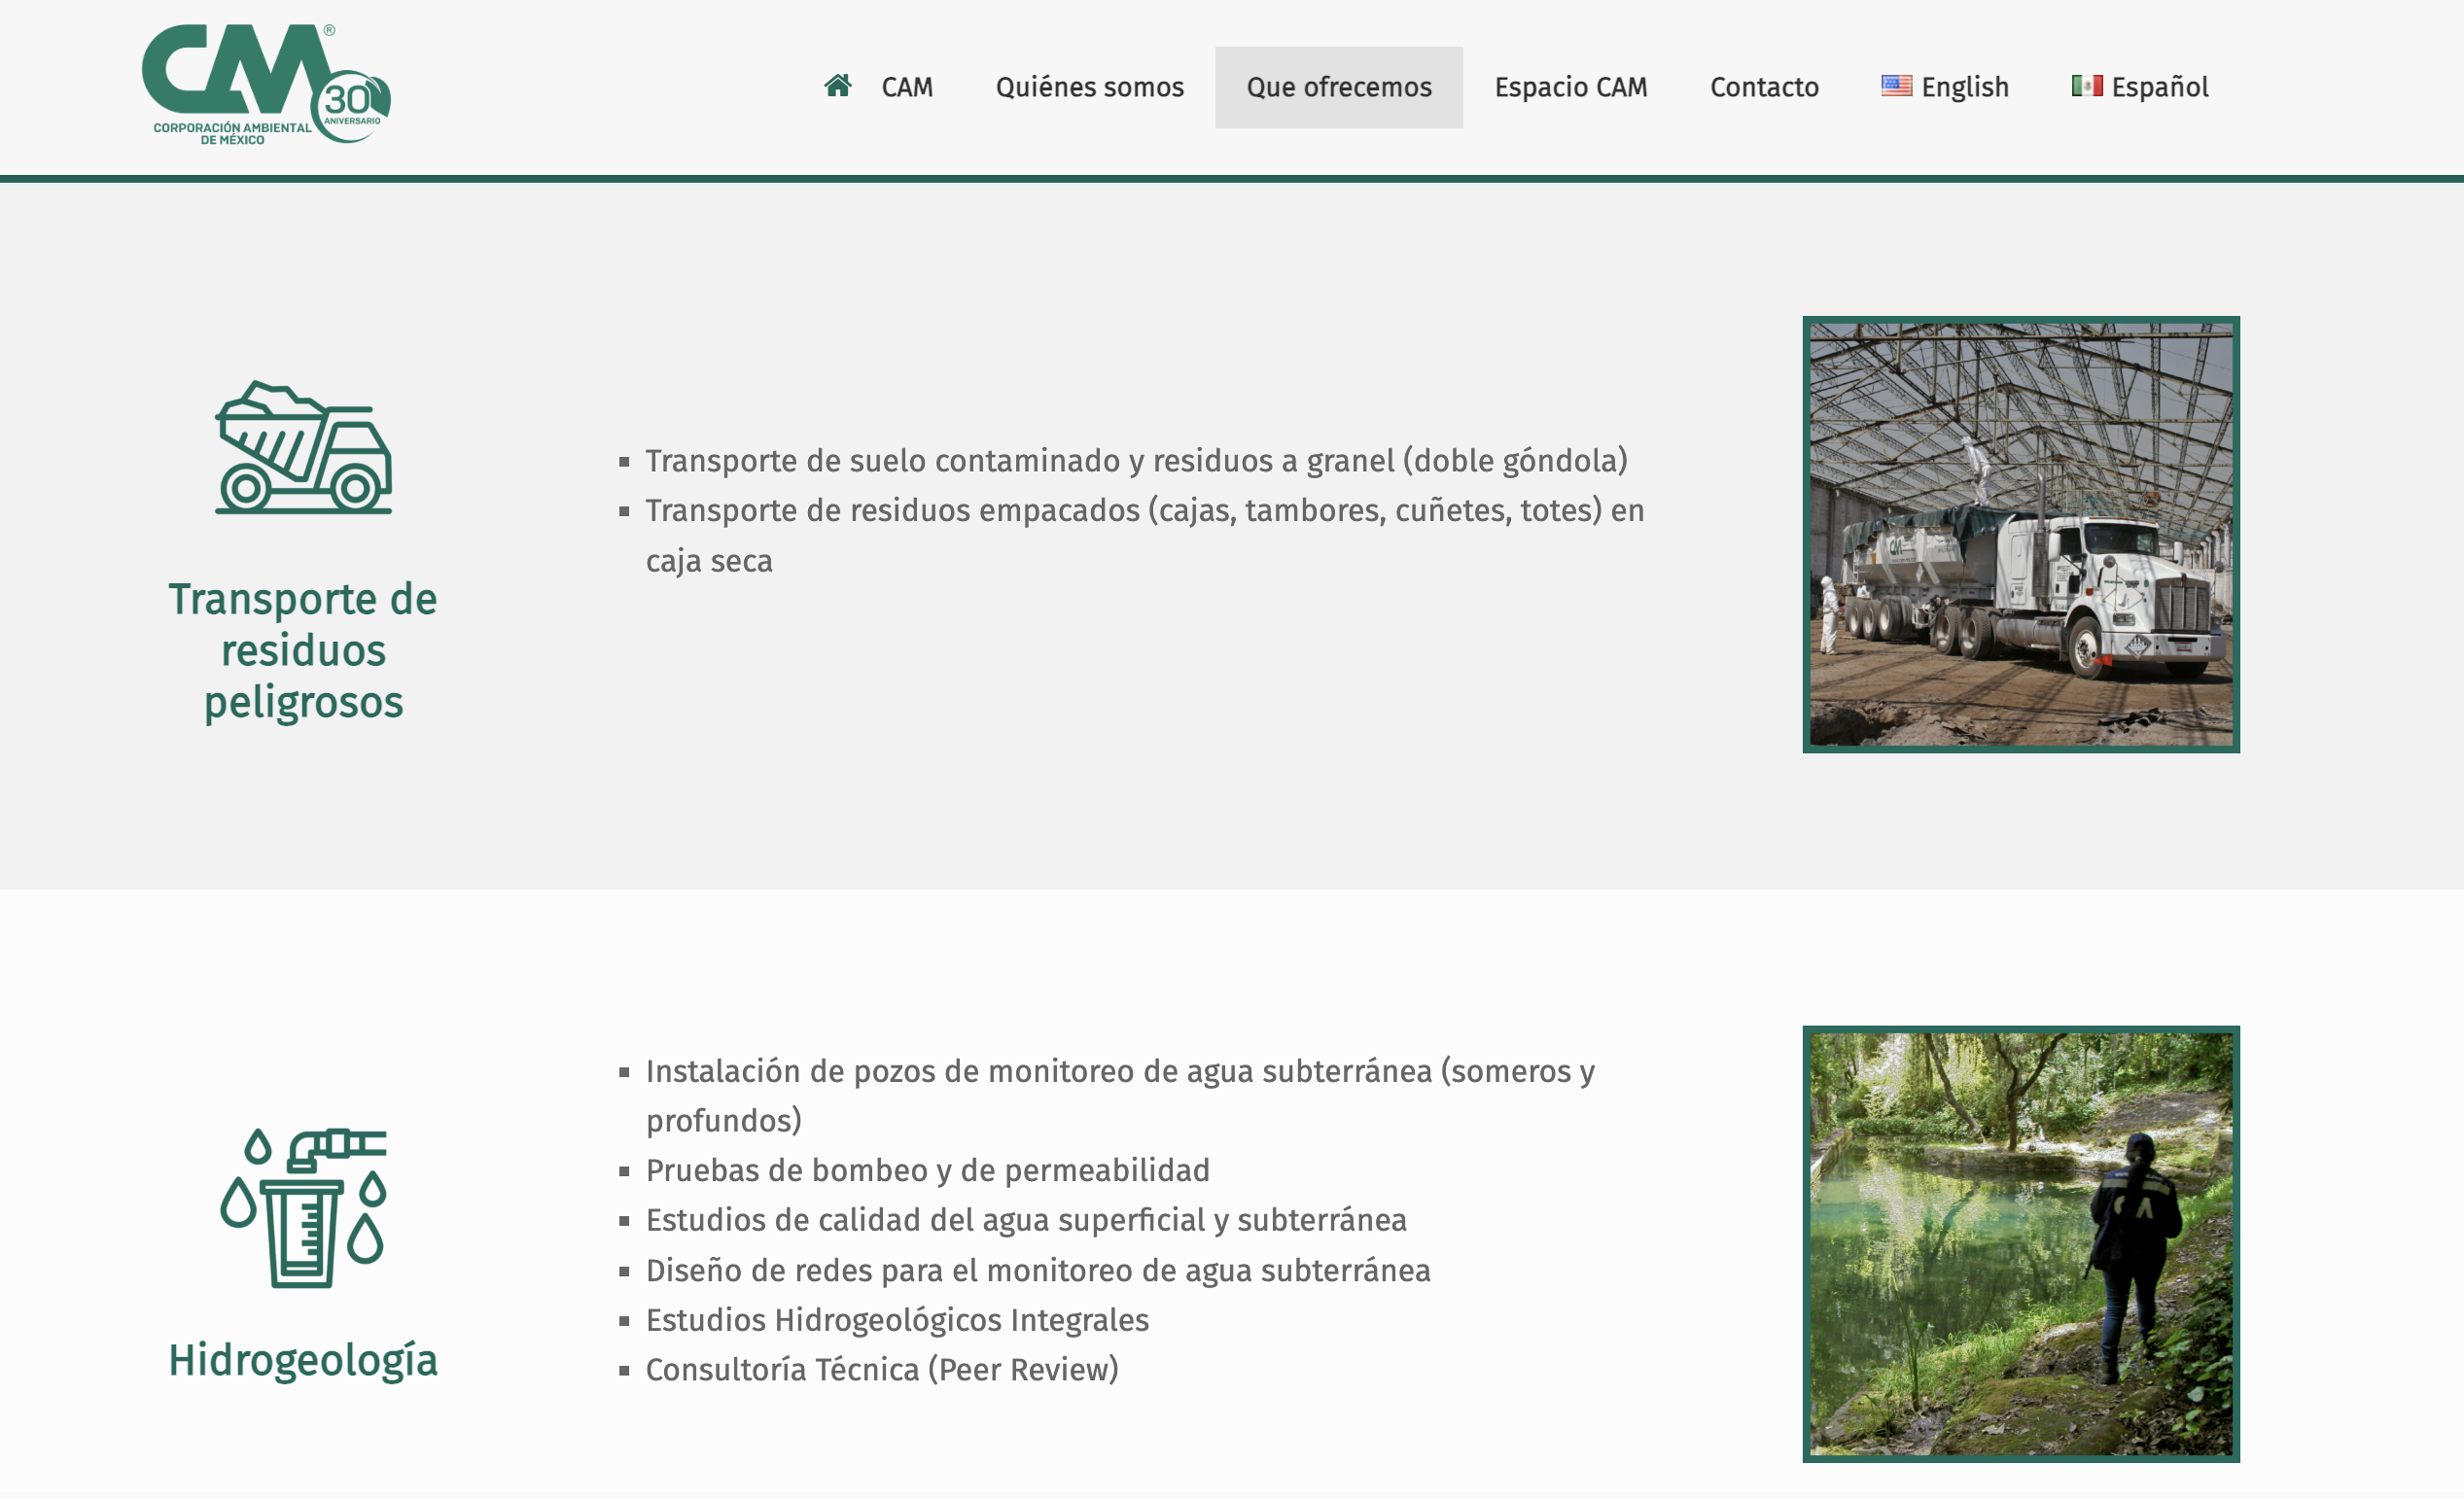 CAM®
30
ANIVERSARIO
CORPORACIÓN AMBIENTAL
DE MÉXICO
CAM
Quiénes somos
Que ofrecemos
Espacio CAM
Contacto
English
Español
Transporte de
residuos
peligrosos
▪ Transporte de suelo contaminado y residuos a granel (doble góndola)
▪ Transporte de residuos empacados (cajas, tambores, cuñetes, totes) en
caja seca
CAM
Hidrogeología
▪ Instalación de pozos de monitoreo de agua subterránea (someros y
profundos)
▪ Pruebas de bombeo y de permeabilidad
▪ Estudios de calidad del agua superficial y subterránea
▪ Diseño de redes para el monitoreo de agua subterránea
▪ Estudios Hidrogeológicos Integrales
▪ Consultoría Técnica (Peer Review)